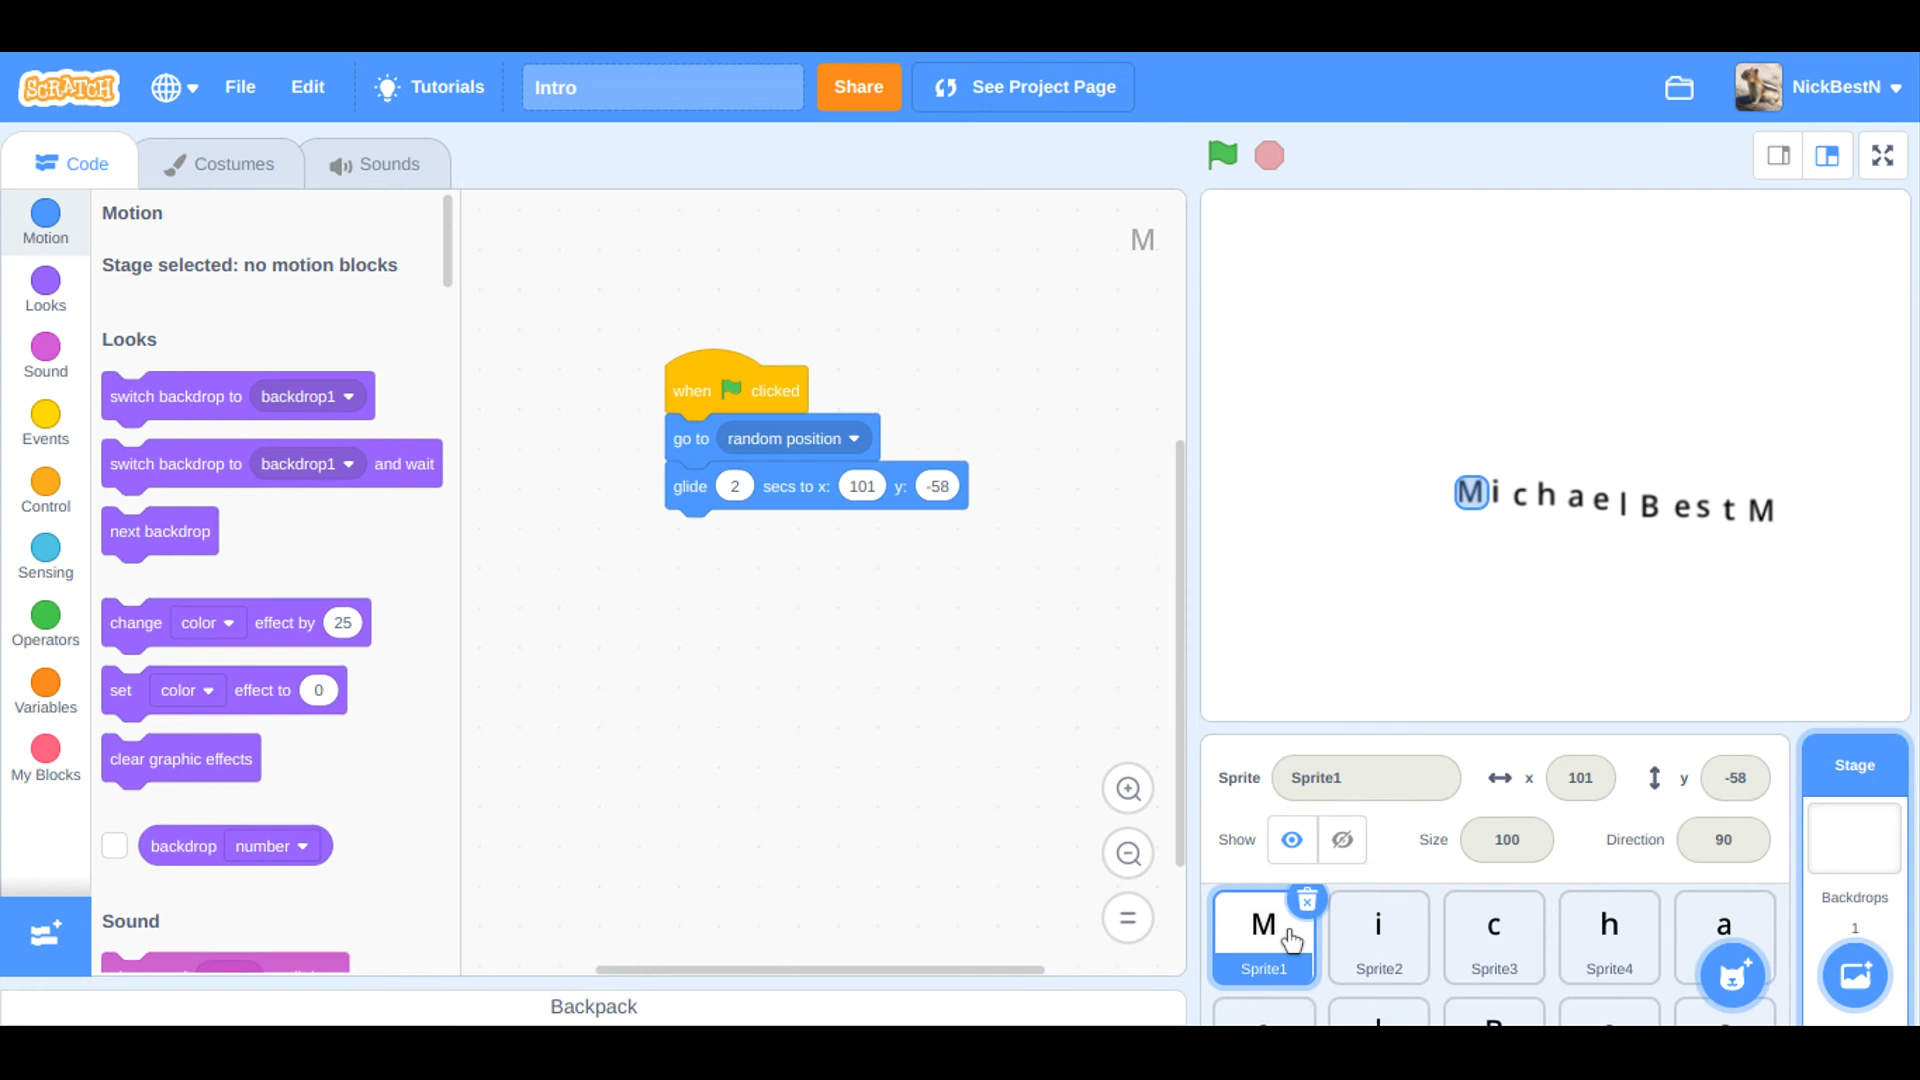 SCRATCH File Edit Tutorials Intro Share See Project Page NickBestN
Code Costumes Sounds
Motion
Looks
Sound
Events
Control
Sensing
Operators
Variables
My Blocks
Motion
Stage selected: no motion blocks
Looks
switch backdrop to backdrop1
switch backdrop to backdrop1 and wait
next backdrop
change color effect by 25
set color effect to 0
clear graphic effects
backdrop number
Sound
M
when clicked
go to random position
glide 2 secs to x: 101 y: -58
Backpack
M i c h a e l B e s t M
Sprite Sprite1 x 101 y -58
Show Size 100 Direction 90
M i c h a
Sprite1 Sprite2 Sprite3 Sprite4
Stage
Backdrops
1